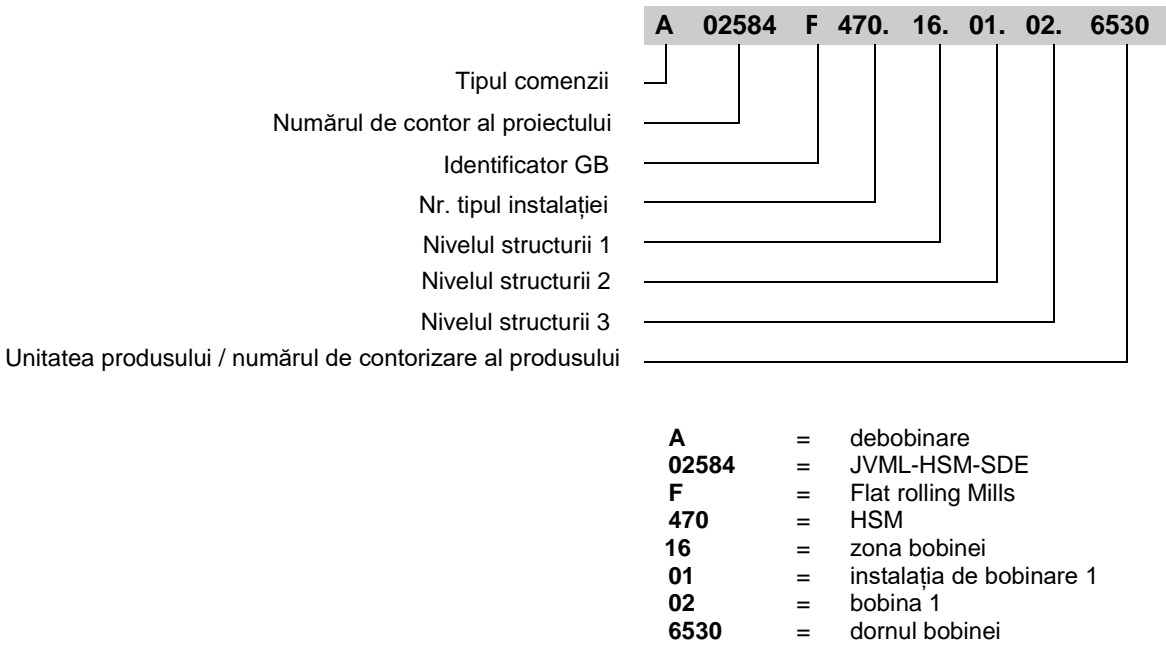 A 02584 F 470. 16. 01. 02. 6530
Tipul comenzii
Numărul de contor al proiectului
Identificator GB
Nr. tipul instalației
Nivelul structurii 1
Nivelul structurii 2
Nivelul structurii 3
Unitatea produsului / numărul de contorizare al produsului
A = debobinare
02584 = JVML-HSM-SDE
F = Flat rolling Mills
470 = HSM
16 = zona bobinei
01 = instalația de bobinare 1
02 = bobina 1
6530 = dornul bobinei